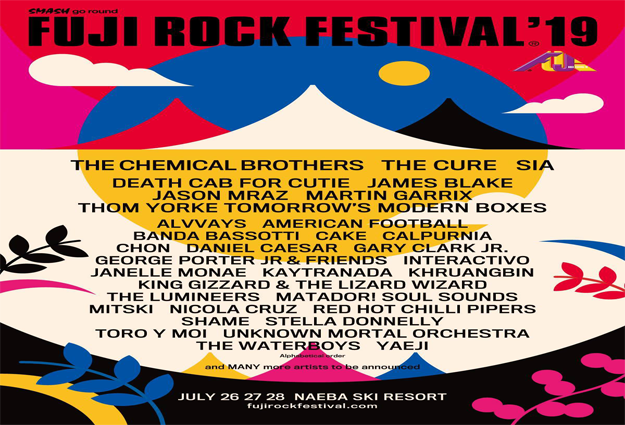 SMASH go round
FUJI ROCK FESTIVAL'19
THE CHEMICAL BROTHERS THE CURE SIA
DEATH CAB FOR CUTIE JAMES BLAKE
JASON MRAZ MARTIN GARRIX
THOM YORKE TOMORROW'S MODERN BOXES
ALVVAYS AMERICAN FOOTBALL
BANDA BASSOTTI CAKE CALPURNIA
CHON DANIEL CAESAR GARY CLARK JR.
GEORGE PORTER JR & FRIENDS INTERACTIVO
JANELLE MONAE KAYTRANADA KHRUANGBIN
KING GIZZARD & THE LIZARD WIZARD
THE LUMINEERS MATADOR! SOUL SOUNDS
MITSKI NICOLA CRUZ RED HOT CHILLI PIPERS
SHAME STELLA DONNELLY
TORO Y MOI UNKNOWN MORTAL ORCHESTRA
THE WATERBOYS YAEJI
Alphabetical order
and MANY more artists to be announced
JULY 26 27 28 NAEBA SKI RESORT
fujirockfestival.com